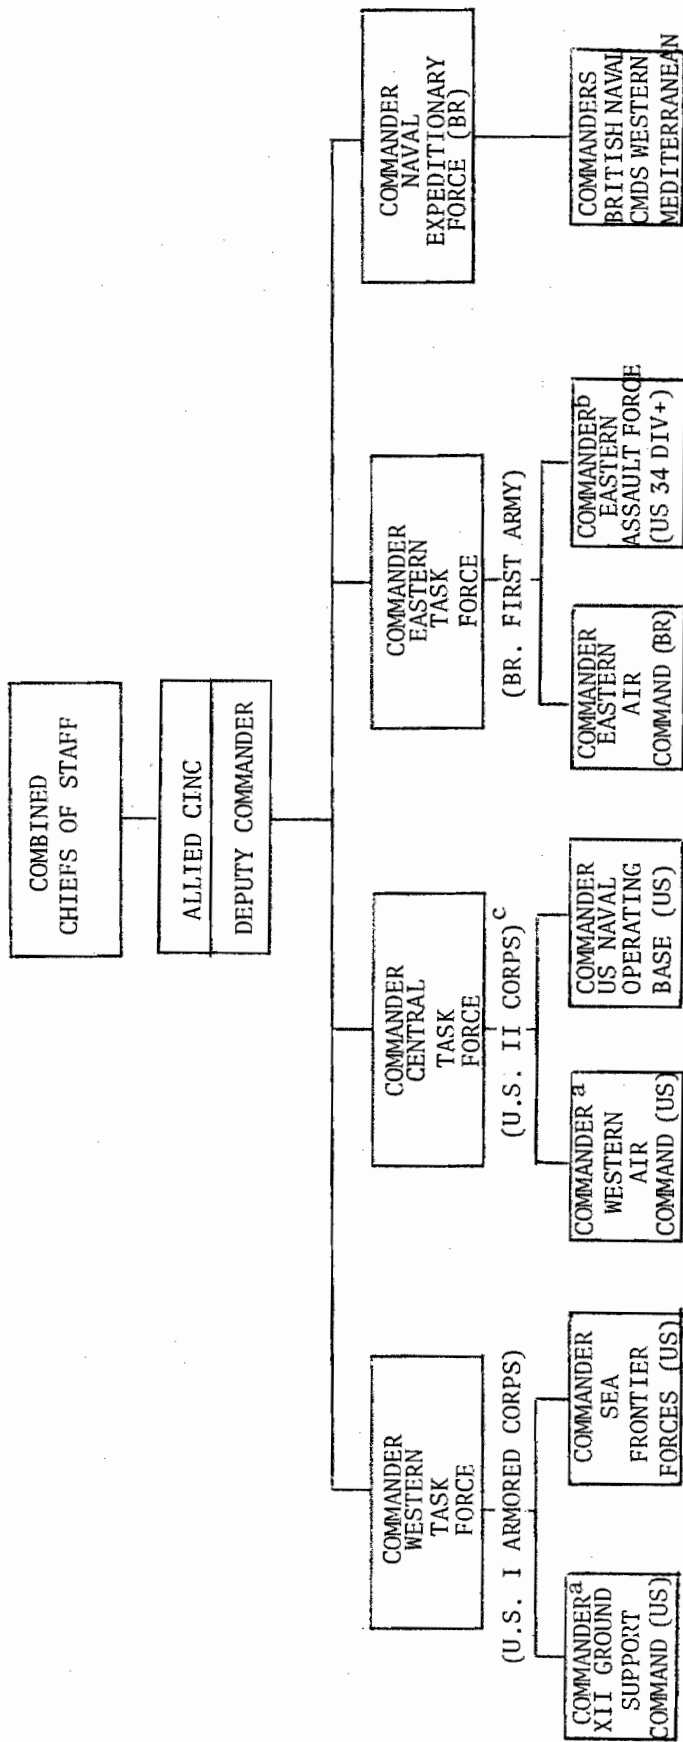 COMBINED
CHIEFS OF STAFF
ALLIED CINC
DEPUTY COMMANDER
COMMANDER
WESTERN
TASK
FORCE
(U.S. I ARMORED CORPS)
COMMANDERa
XII GROUND
SUPPORT
COMMAND (US)
COMMANDER
SEA
FRONTIER
FORCES (US)
COMMANDER
CENTRAL
TASK
FORCE
(U.S. II CORPS)c
COMMANDER a
WESTERN
AIR
COMMAND (US)
COMMANDER
US NAVAL
OPERATING
BASE (US)
COMMANDER
EASTERN
TASK
FORCE
(BR. FIRST ARMY)
COMMANDER
EASTERN
AIR
COMMAND (BR)
COMMANDERb
EASTERN
ASSAULT FORCE
(US 34 DIV+)
COMMANDER
NAVAL
EXPEDITIONARY
FORCE (BR)
COMMANDERS
BRITISH NAVAL
CMDS WESTERN
MEDITERRANEAN